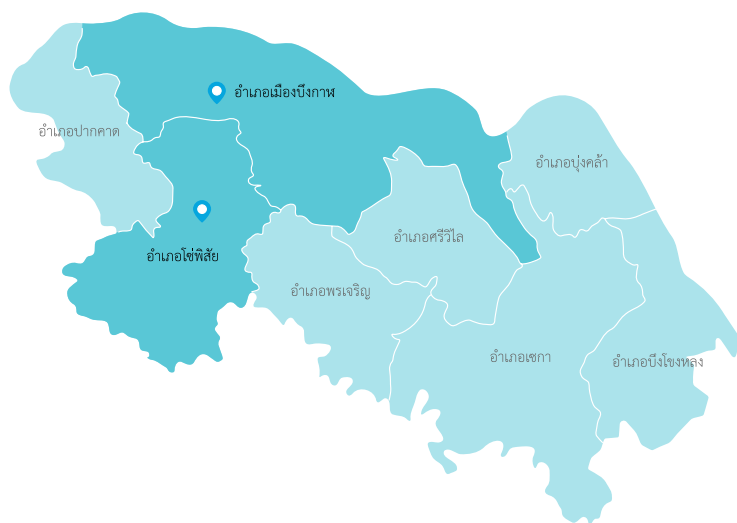 อำเภอเมืองบึงกาฬ
อำเภอปากคาด
อำเภอบุ่งคล้า
อำเภอศรีวิไล
อำเภอโซ่พิสัย
อำเภอพรเจริญ
อำเภอเซกา
อำเภอบึงโขงหลง